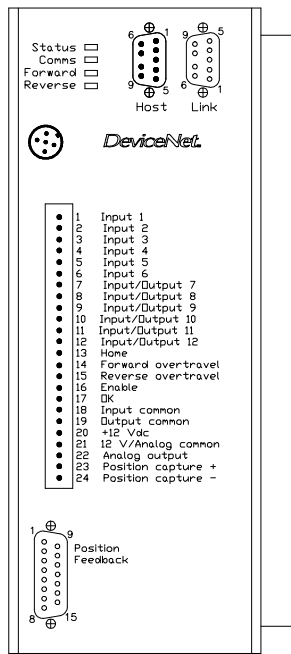 Status
Comms
Forward
Reverse
6 1
9 5
Host
9 5
6 1
Link
DeviceNet.
1 Input 1
2 Input 2
3 Input 3
4 Input 4
5 Input 5
6 Input 6
7 Input/Output 7
8 Input/Output 8
9 Input/Output 9
10 Input/Output 10
11 Input/Output 11
12 Input/Output 12
13 Home
14 Forward overtravel
15 Reverse overtravel
16 Enable
17 OK
18 Input common
19 Output common
20 +12 Vdc
21 12 V/Analog common
22 Analog output
23 Position capture +
24 Position capture -
1 9
Position
Feedback
8 15